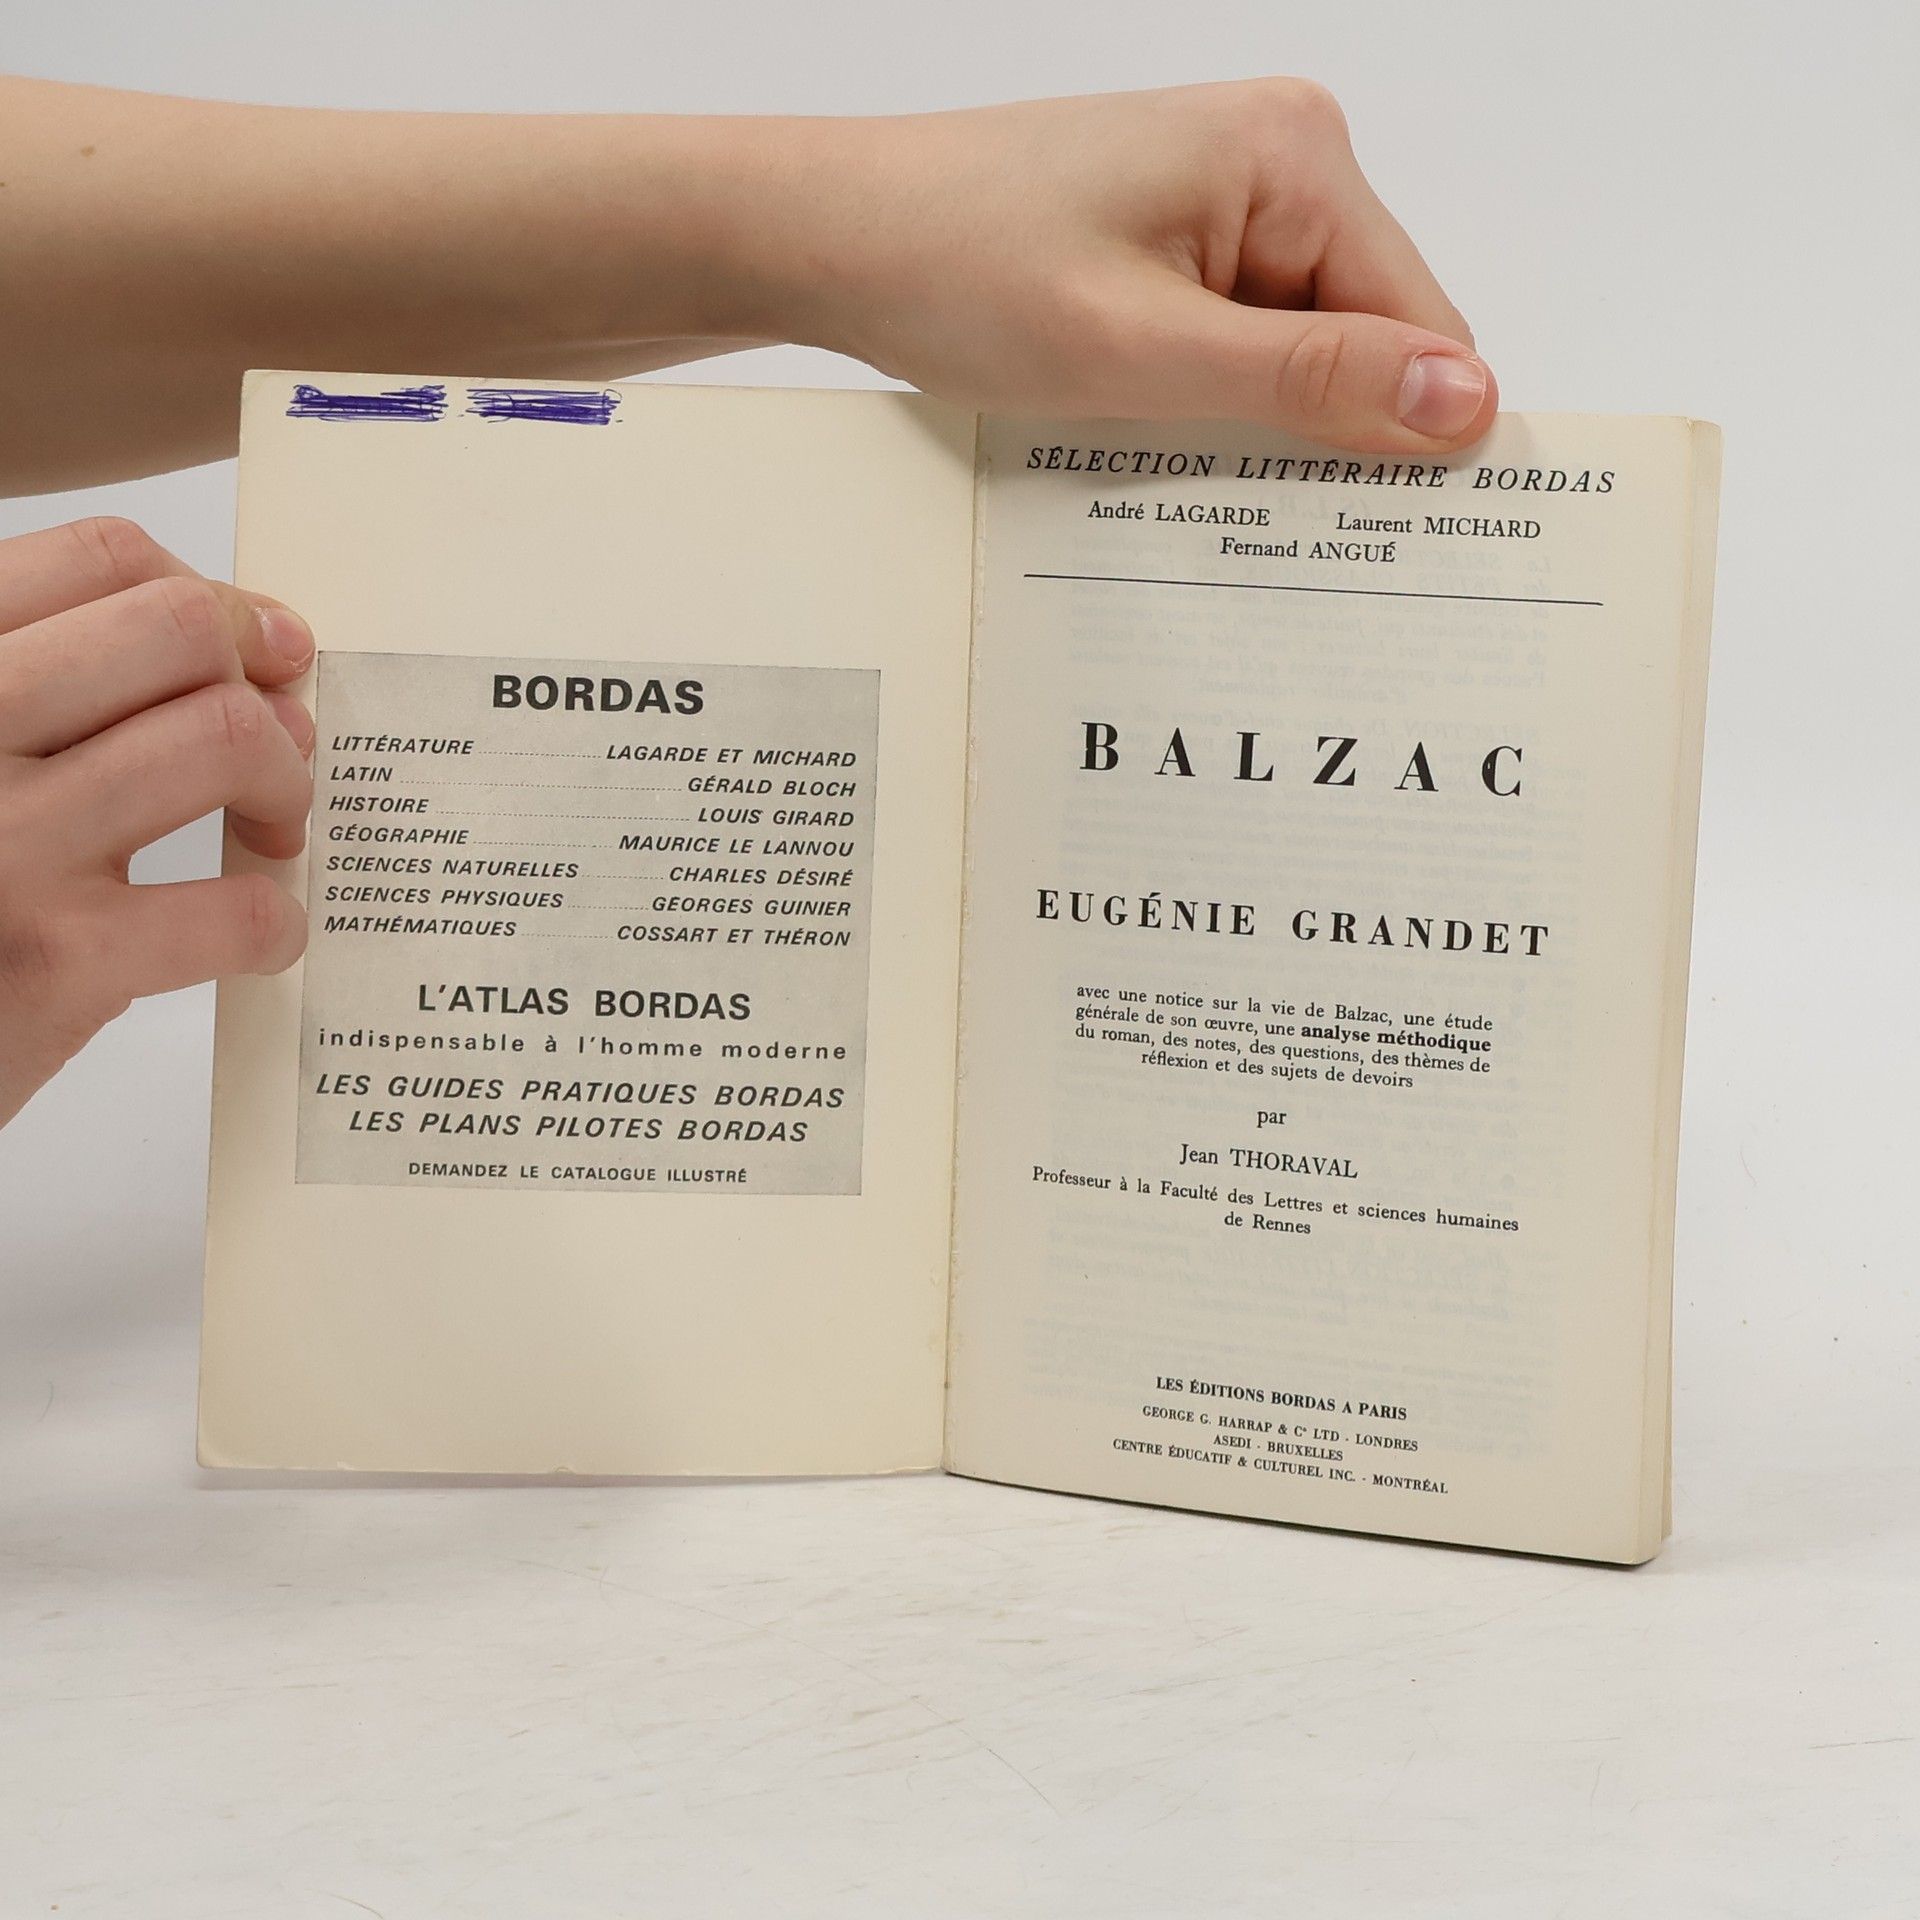 BORDAS
LITTÉRATURE LAGARDE ET MICHARD
LATIN GÉRALD BLOCH
HISTOIRE LOUIS GIRARD
GÉOGRAPHIE MAURICE LE LANNOU
SCIENCES NATURELLES CHARLES DÉSIRÉ
SCIENCES PHYSIQUES GEORGES GUINIER
MATHÉMATIQUES COSSART ET THÉRON
L'ATLAS BORDAS
indispensable à l'homme moderne
LES GUIDES PRATIQUES BORDAS
LES PLANS PILOTES BORDAS
DEMANDEZ LE CATALOGUE ILLUSTRÉ
SÉLECTION LITTÉRAIRE BORDAS
André LAGARDE Laurent MICHARD
Fernand ANGUÉ
BALZAC
EUGÉNIE GRANDET
avec une notice sur la vie de Balzac, une étude
générale de son œuvre, une analyse méthodique
du roman, des notes, des questions, des thèmes de
réflexion et des sujets de devoirs
par
Jean THORAVAL
Professeur à la Faculté des Lettres et sciences humaines
de Rennes
LES ÉDITIONS BORDAS A PARIS
GEORGE G. HARRAP & Cº LTD - LONDRES
ASEDI - BRUXELLES
CENTRE ÉDUCATIF & CULTUREL INC. - MONTRÉAL